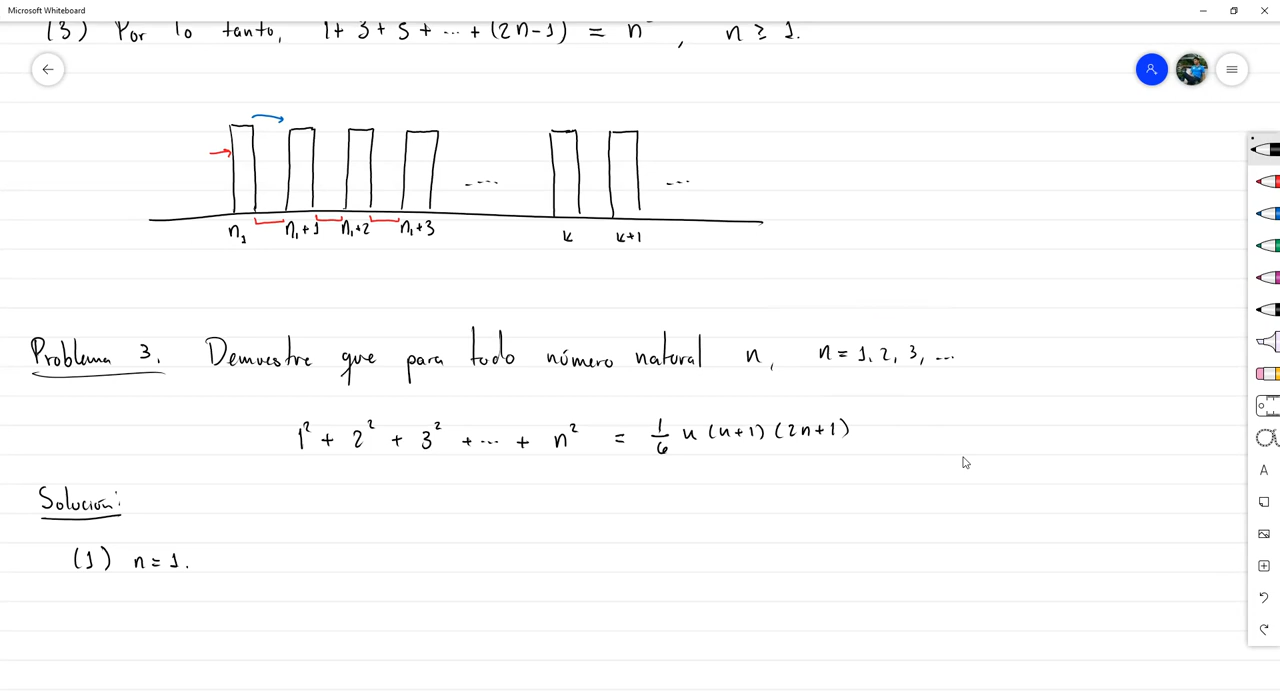 Microsoft Whiteboard
(3) Por lo tanto, 1 + 3 + 5 + ... + (2n-1) = n², n ≥ 1.
n₁ n₁+1 n₁+2 n₁+3 ... k k+1 ...
Problema 3. Demuestre que para todo número natural n, n = 1, 2, 3, ...
1² + 2² + 3² + ... + n² = 1/6 n (n+1) (2n+1)
Solución:
(1) n = 1.
A